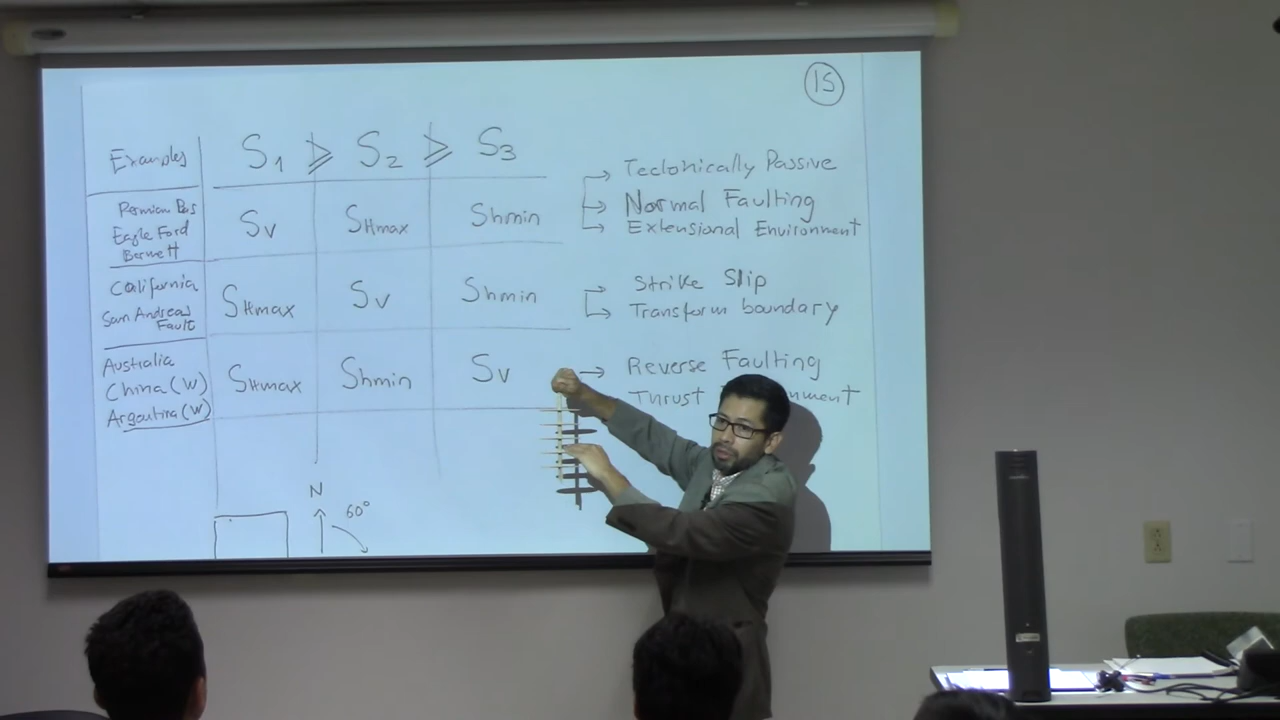 15
Examples S1 ≥ S2 ≥ S3
Tectonically Passive
Permian Bas
Eagle Ford
Barnett
Sv SHmax Shmin
Normal Faulting
Extensional Environment
California
San Andreas
Fault
SHmax Sv Shmin
Strike Slip
Transform boundary
Australia
China (W)
Argentina (W)
SHmax Shmin Sv
Reverse Faulting
Thrust
N
60°